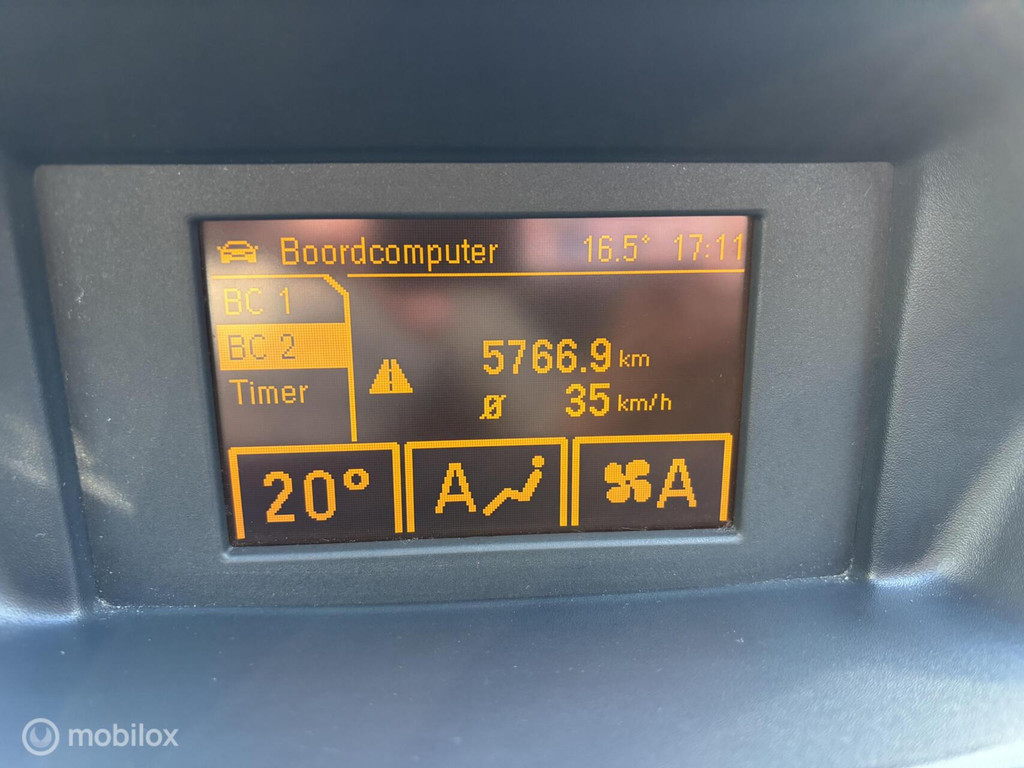 Boordcomputer 16.5° 17:11
BC 1
BC 2
Timer
5766.9 km
Ø 35 km/h
20° A A
mobilox